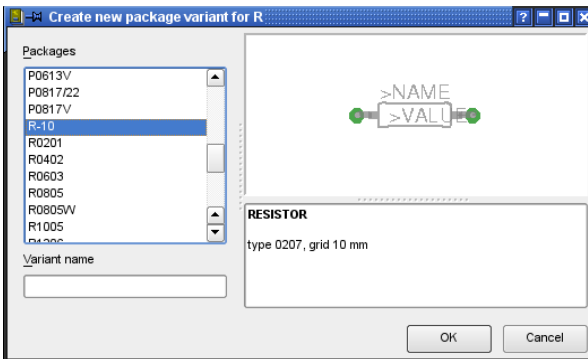 Create new package variant for R
Packages
P0613V
P0817/22
P0817V
R-10
R0201
R0402
R0603
R0805
R0805W
R1005
R1206
Variant name
>NAME
>VALUE
RESISTOR
type 0207, grid 10 mm
OK
Cancel